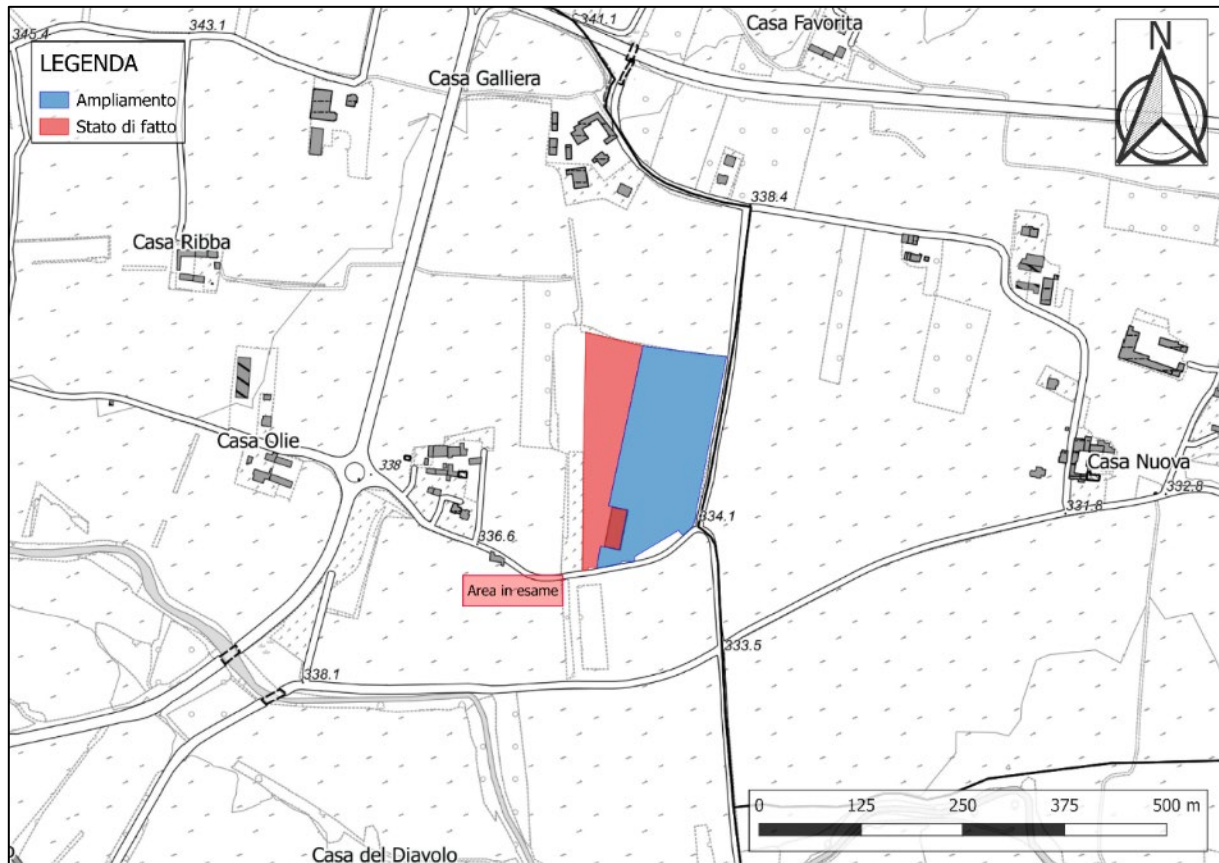 341.1
Casa Favorita
345.4
343.1
N
LEGENDA
Ampliamento
Stato di fatto
Casa Galliera
338.4
Casa Ribba
Casa Olie
338
Casa Nuova
332.8
331.8
334.1
336.6
Area in esame
333.5
338.1
0 125 250 375 500 m
Casa del Diavolo